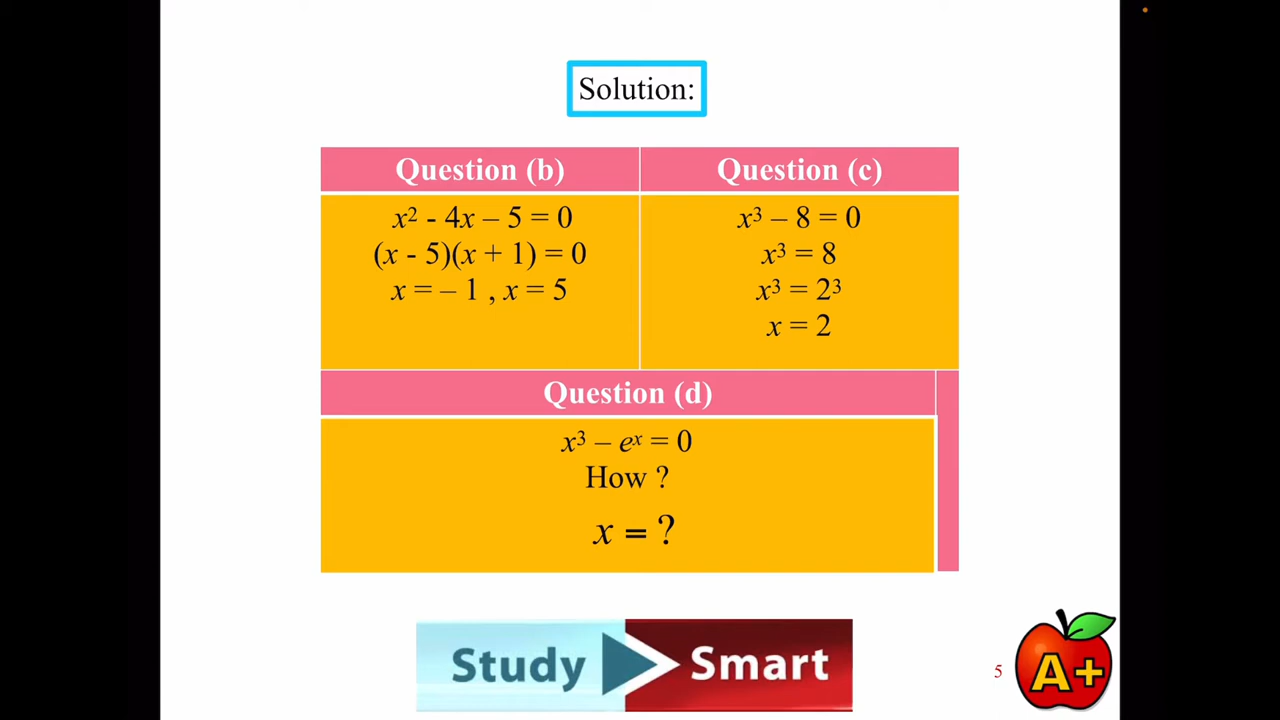 Solution:
Question (b)
x² - 4x – 5 = 0
(x - 5)(x + 1) = 0
x = – 1 , x = 5
Question (c)
x³ – 8 = 0
x³ = 8
x³ = 2³
x = 2
Question (d)
x³ – eˣ = 0
How ?
x = ?
Study Smart
5
A+